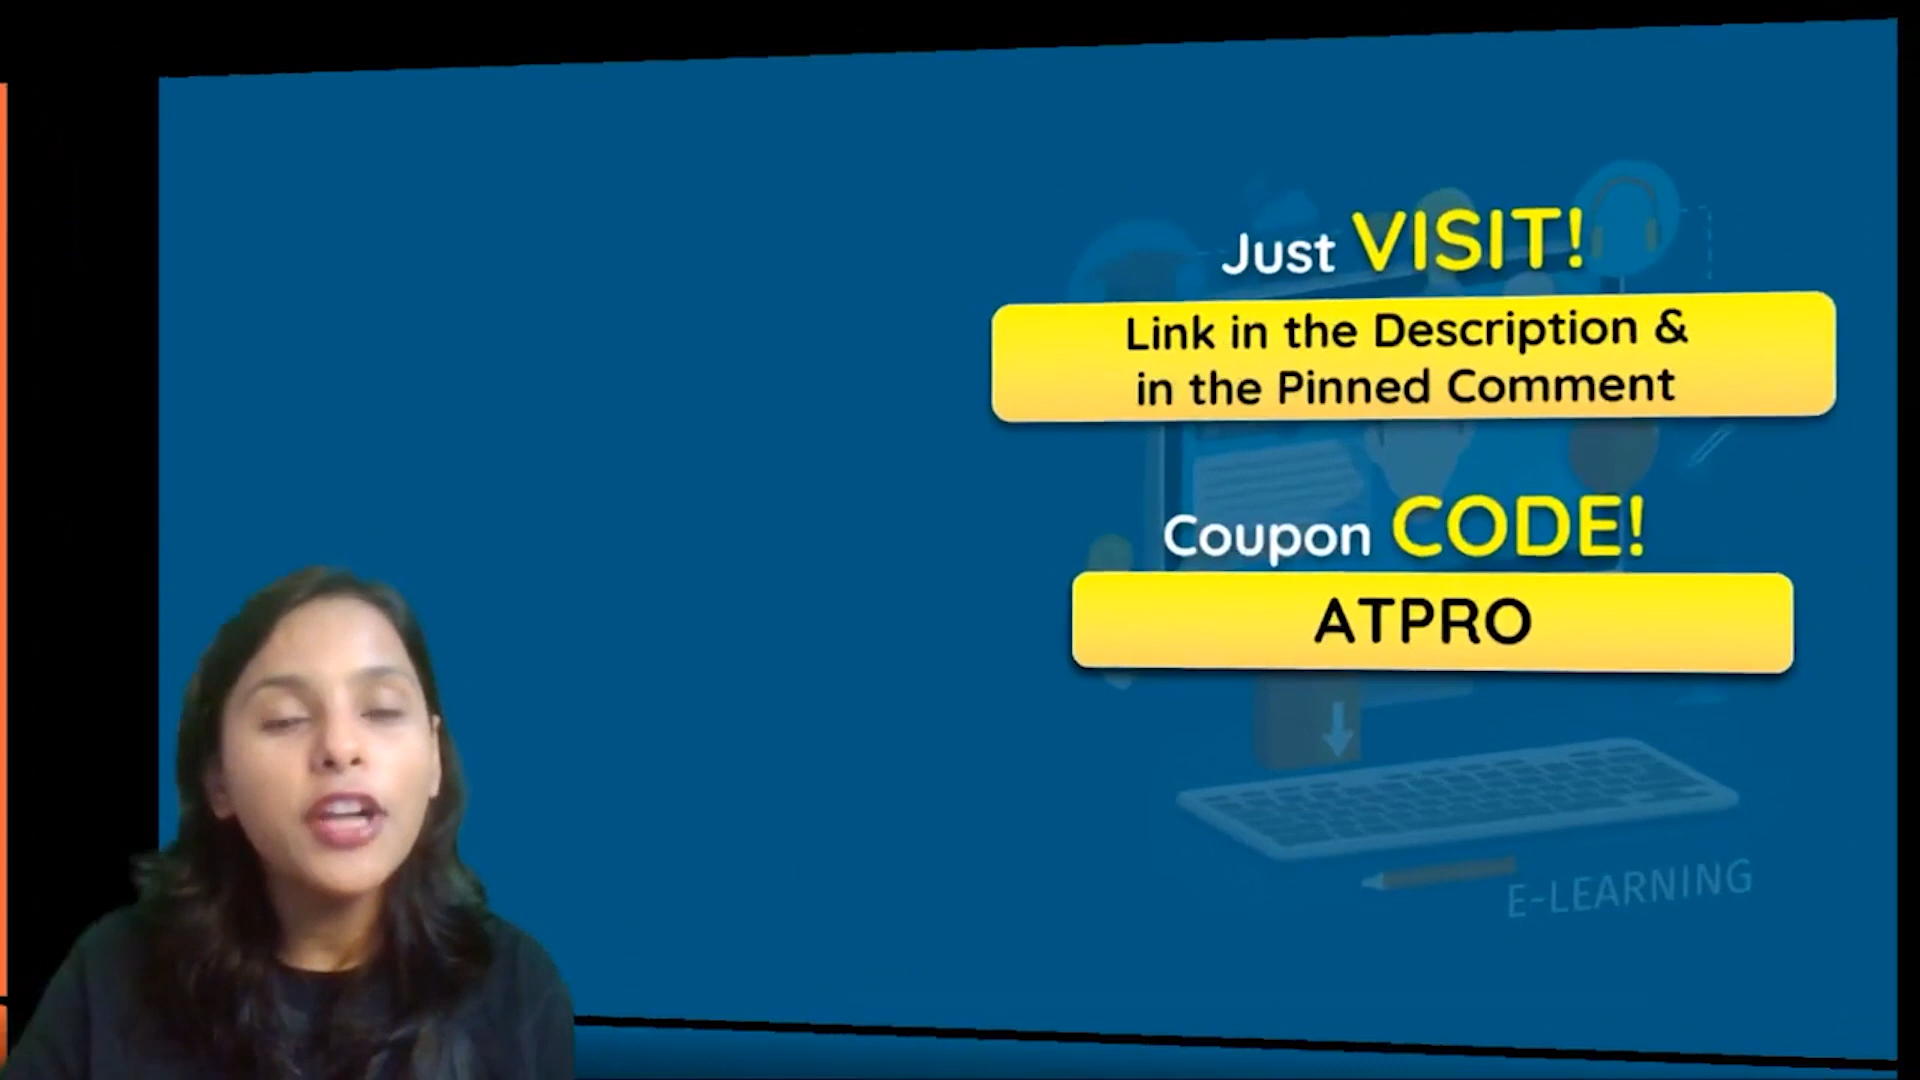 Just VISIT!
Link in the Description &
in the Pinned Comment
Coupon CODE!
ATPRO
E-LEARNING